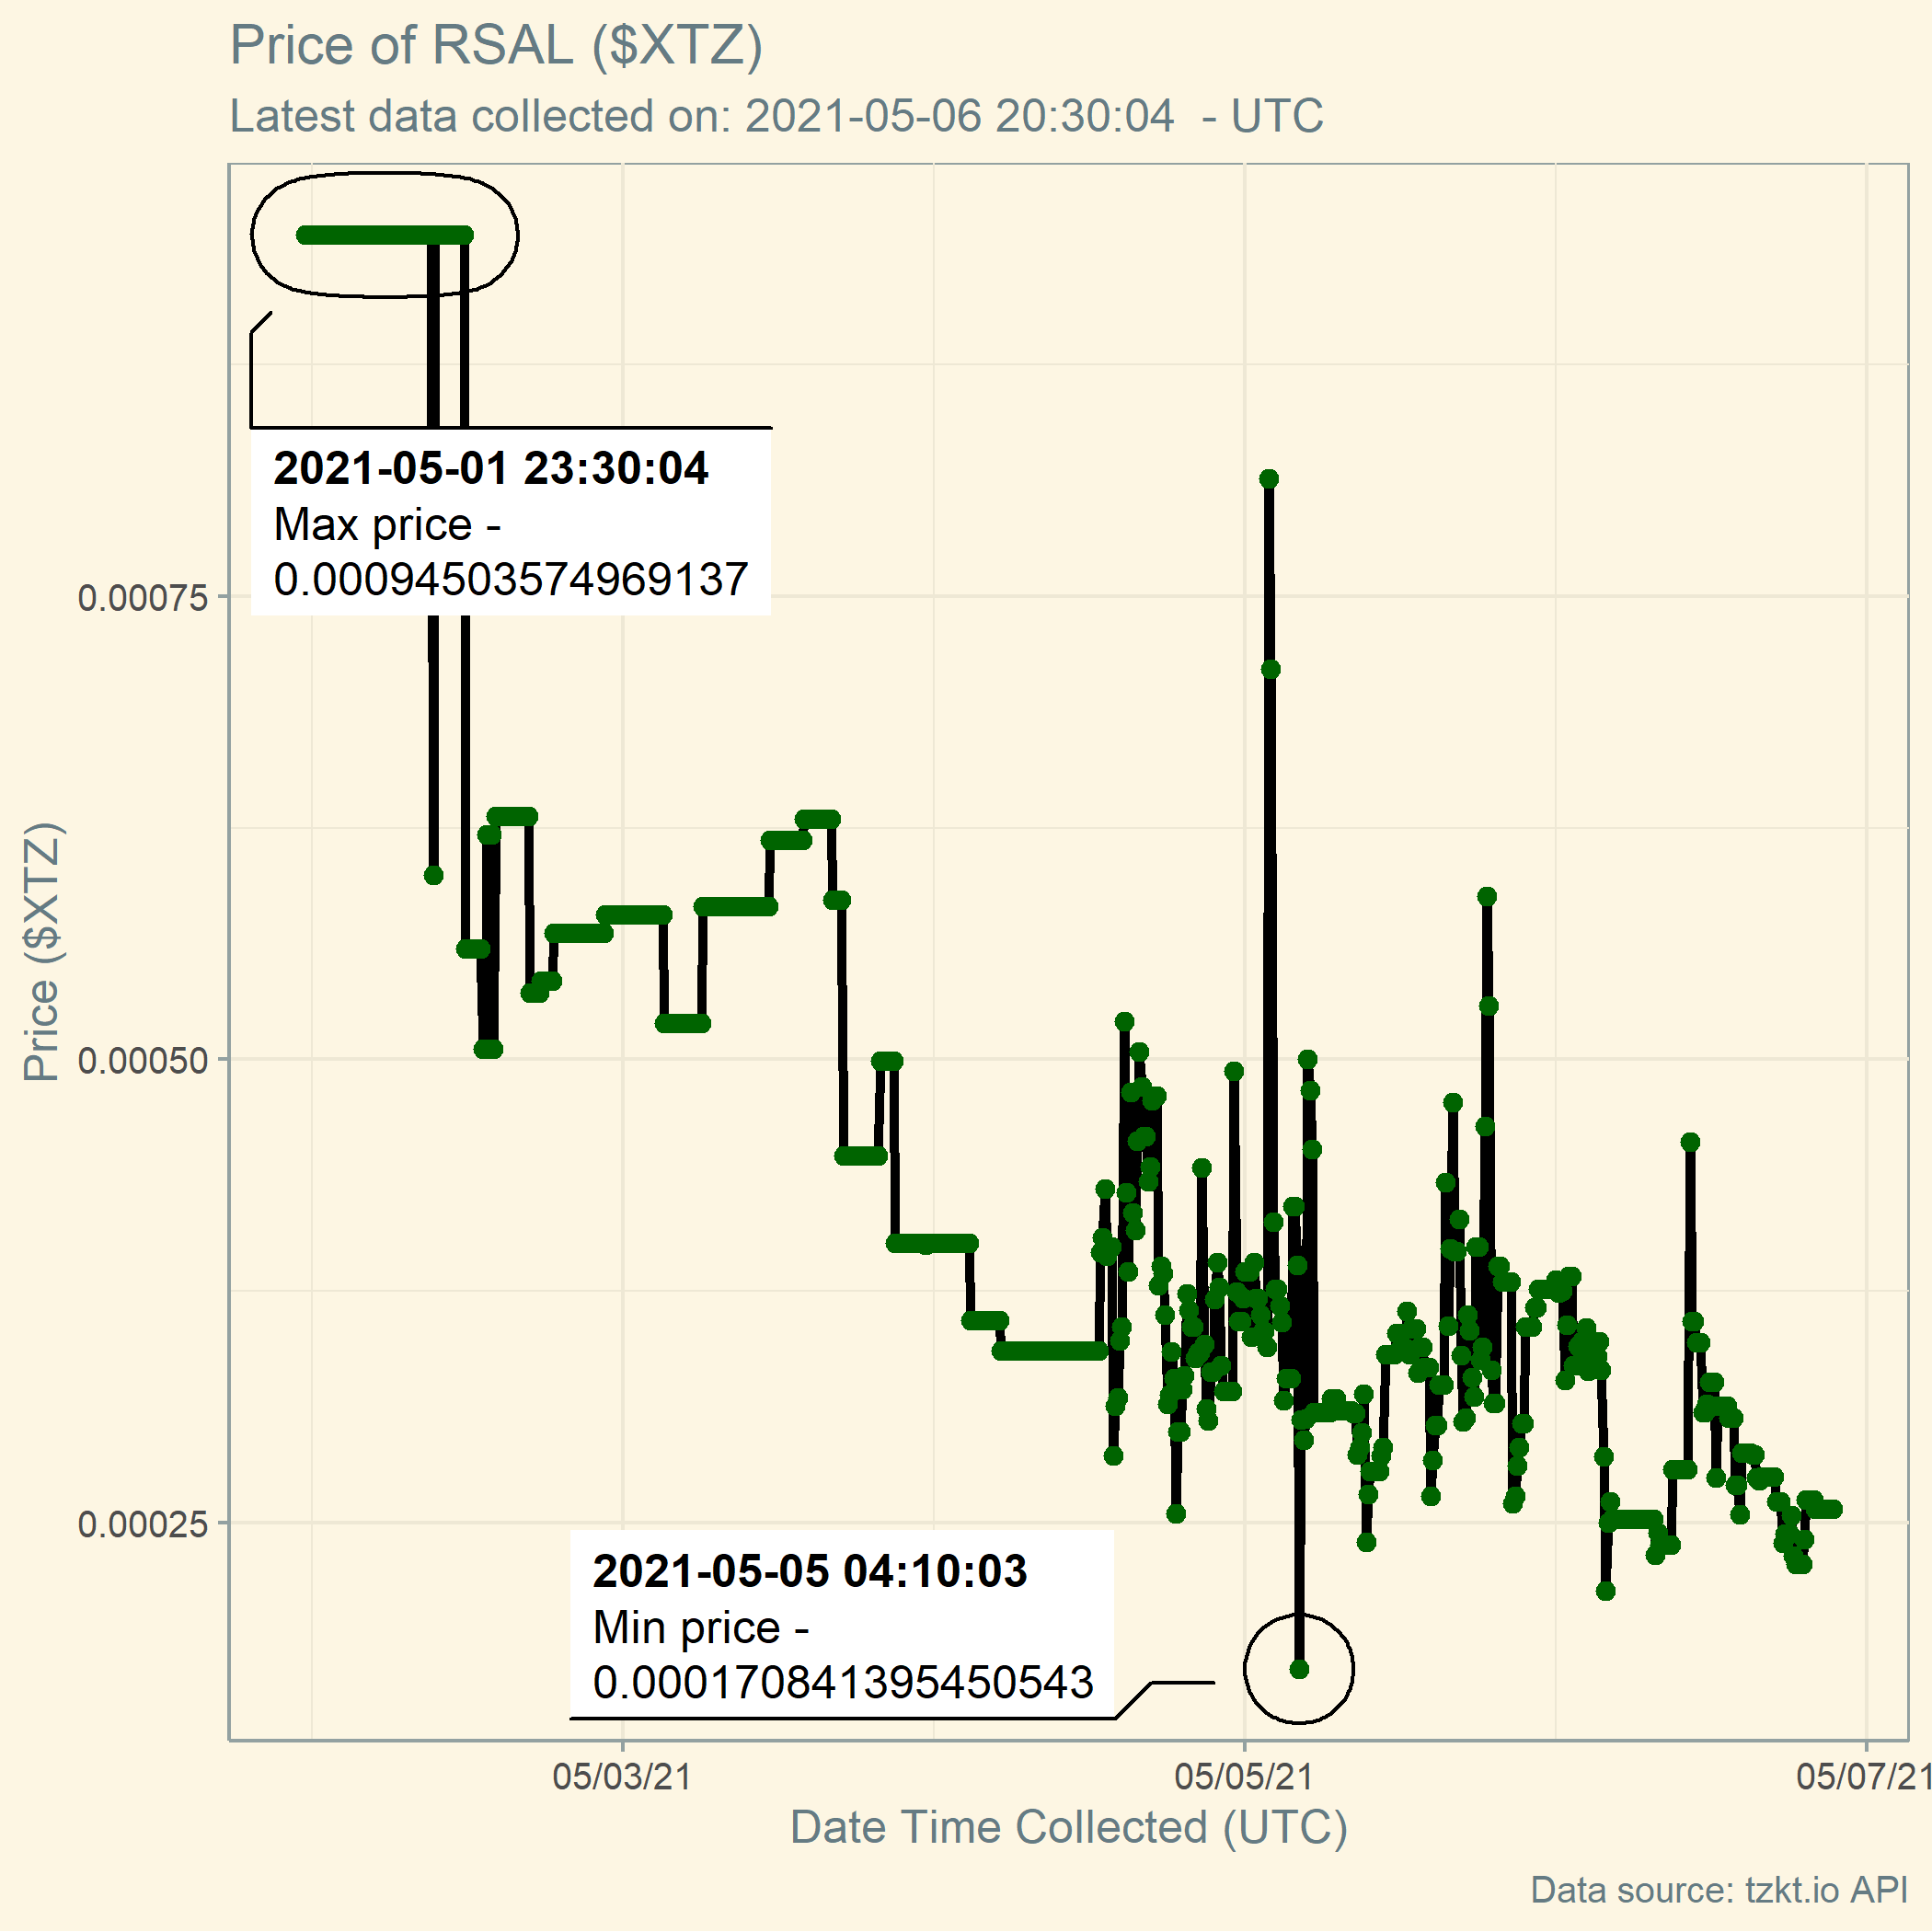 Price of RSAL ($XTZ)
Latest data collected on: 2021-05-06 20:30:04  - UTC
2021-05-01 23:30:04
Max price -
0.000945035749​69137
0.00075
Price ($XTZ)
0.00050
0.00025
2021-05-05 04:10:03
Min price -
0.000170841395450543
05/03/21
05/05/21
05/07/21
Date Time Collected (UTC)
Data source: tzkt.io API